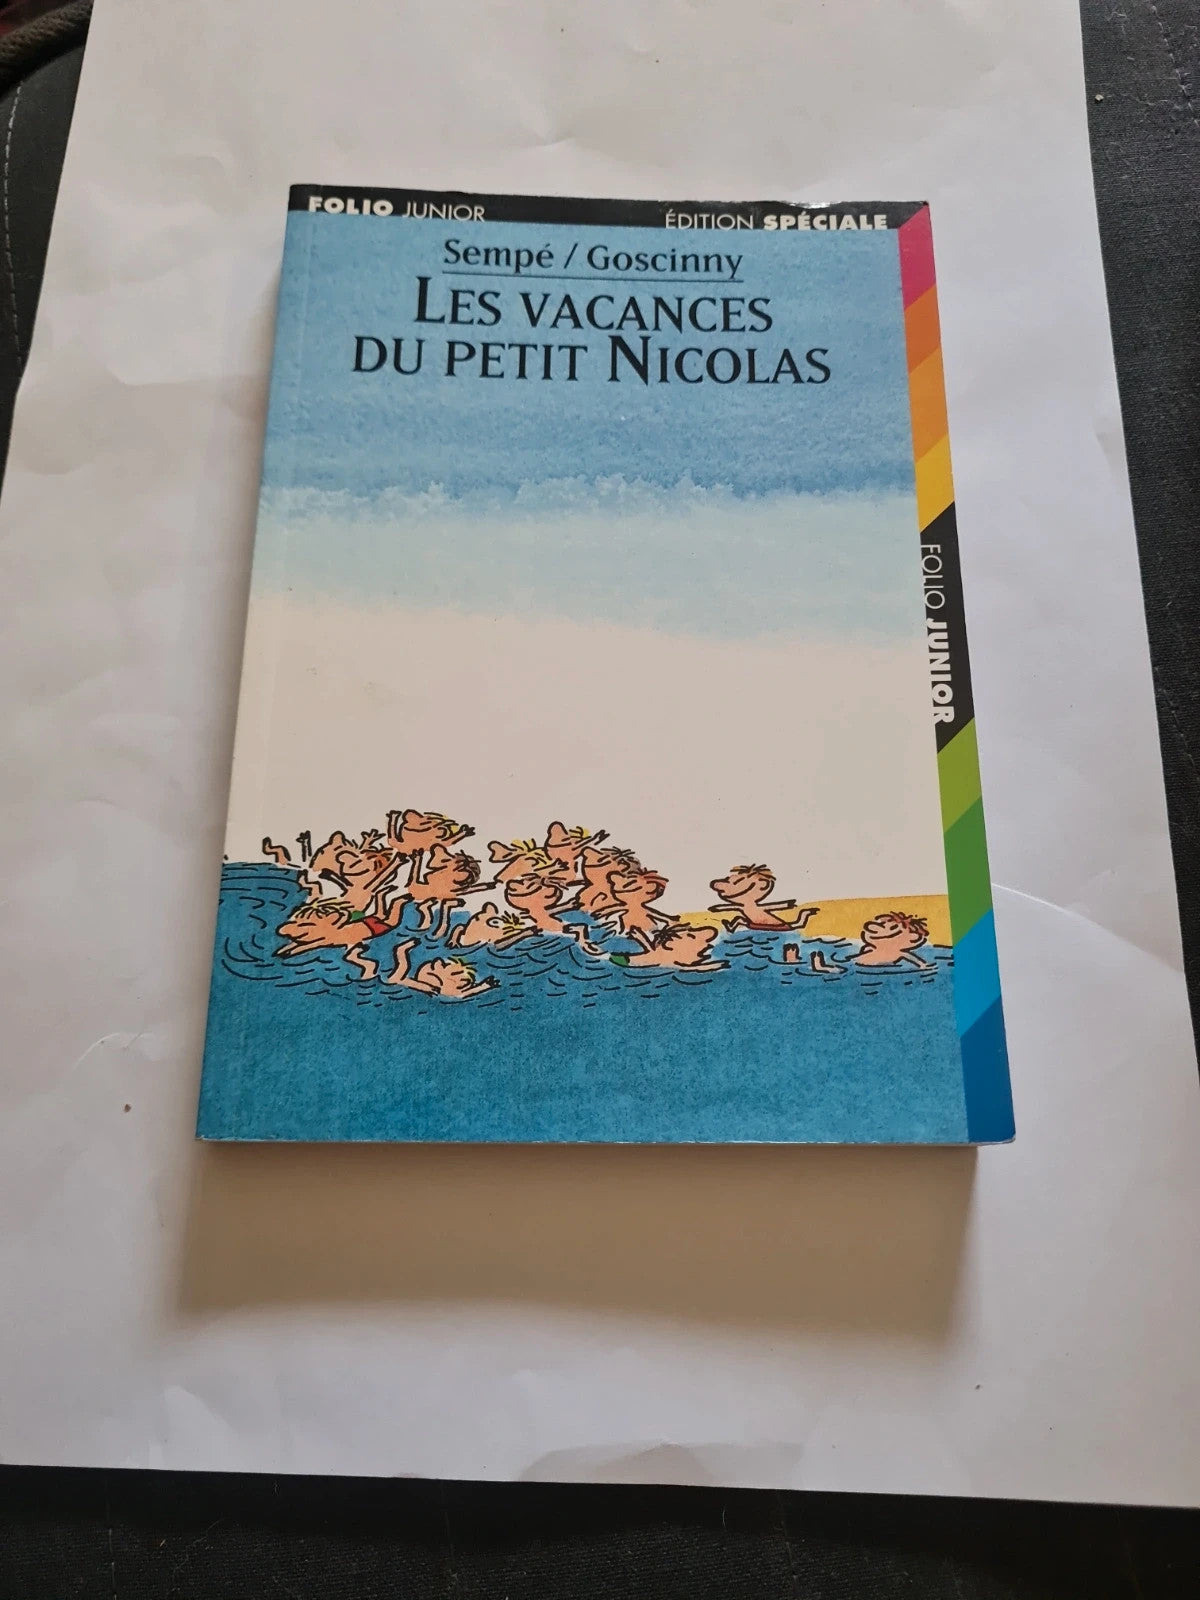 FOLIO JUNIOR
ÉDITION SPÉCIALE
Sempé / Goscinny
LES VACANCES
DU PETIT NICOLAS
FOLIO JUNIOR